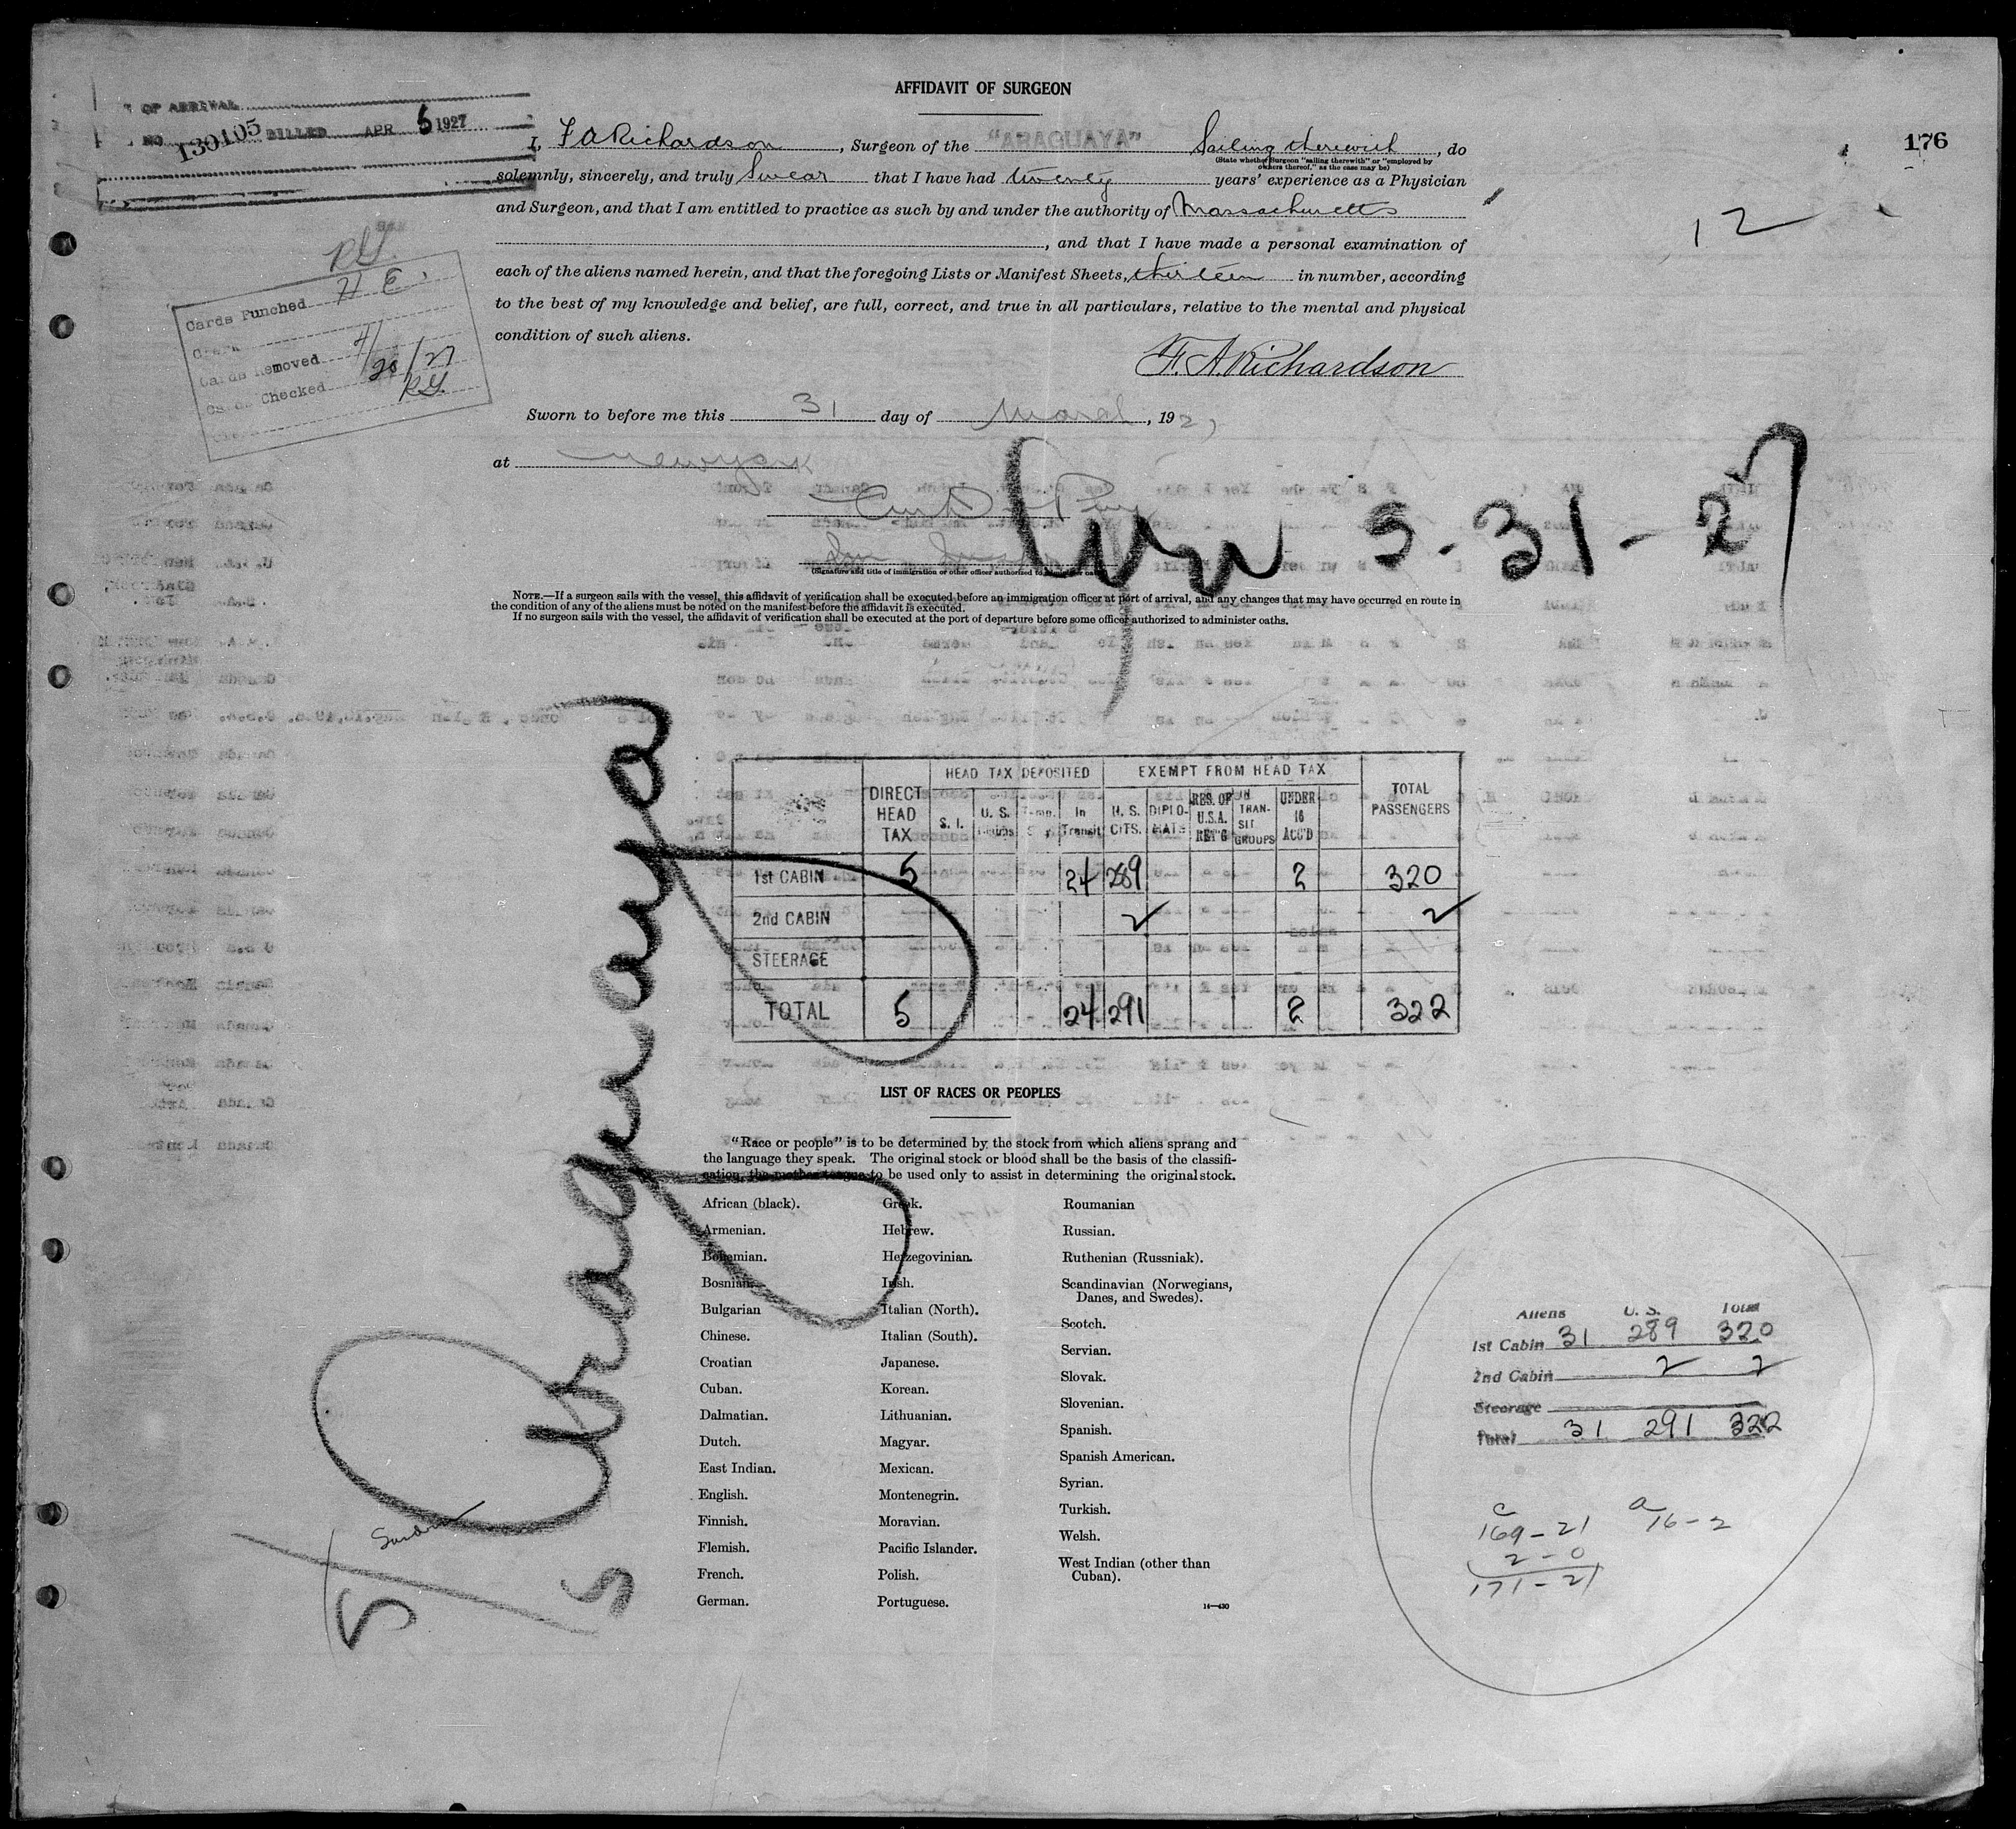 AFFIDAVIT OF SURGEON
OF ARRIVAL
NO 130105 BILLED APR 5 1927
176
I, F A Richardson, Surgeon of the "ARAGUAYA" Sailing therewith, do
(State whether Surgeon "sailing therewith" or "employed by
owners thereof," as the case may be)
solemnly, sincerely, and truly Swear that I have had twenty years' experience as a Physician
and Surgeon, and that I am entitled to practice as such by and under the authority of Massachusetts
12
, and that I have made a personal examination of
each of the aliens named herein, and that the foregoing Lists or Manifest Sheets, thirteen in number, according
to the best of my knowledge and belief, are full, correct, and true in all particulars, relative to the mental and physical
condition of such aliens.
F. A. Richardson
Cards Punched H E.
Clerk
Cards Removed 4/20/27
Cards Checked
Sworn to before me this 31 day of March, 1927
at New York
(Signature and title of immigration or other officer authorized to
3-31-27
NOTE.—If a surgeon sails with the vessel, this affidavit of verification shall be executed before an immigration officer at port of arrival, and any changes that may have occurred en route in
the condition of any of the aliens must be noted on the manifest before the affidavit is executed.
If no surgeon sails with the vessel, the affidavit of verification shall be executed at the port of departure before some officer authorized to administer oaths.
Araguaya
HEAD TAX DEPOSITED EXEMPT FROM HEAD TAX
DIRECT HEAD TAX S. I. U. S. In Transit U. S. CITS. DIPLO-MATS RES. OF U.S.A. RET'G TRAN-SIT GROUPS UNDER 16 ACC'D TOTAL PASSENGERS
1st CABIN 5 24 289 2 320
2nd CABIN 2 2
STEERAGE
TOTAL 5 24 291 2 322
LIST OF RACES OR PEOPLES
"Race or people" is to be determined by the stock from which aliens sprang and
the language they speak. The original stock or blood shall be the basis of the classifi-
cation, the mother tongue to be used only to assist in determining the original stock.
African (black).
Armenian.
Bohemian.
Bosnian.
Bulgarian
Chinese.
Croatian
Cuban.
Dalmatian.
Dutch.
East Indian.
English.
Finnish.
Flemish.
French.
German.
Greek.
Hebrew.
Herzegovinian.
Irish.
Italian (North).
Italian (South).
Japanese.
Korean.
Lithuanian.
Magyar.
Mexican.
Montenegrin.
Moravian.
Pacific Islander.
Polish.
Portuguese.
Roumanian
Russian.
Ruthenian (Russniak).
Scandinavian (Norwegians,
Danes, and Swedes).
Scotch.
Servian.
Slovak.
Slovenian.
Spanish.
Spanish American.
Syrian.
Turkish.
Welsh.
West Indian (other than
Cuban).
14—430
Aliens U. S. Total
1st Cabin 31 289 320
2nd Cabin 2 2
Steerage
Total 31 291 322
c a
169-21 16-2
2-0
171-21